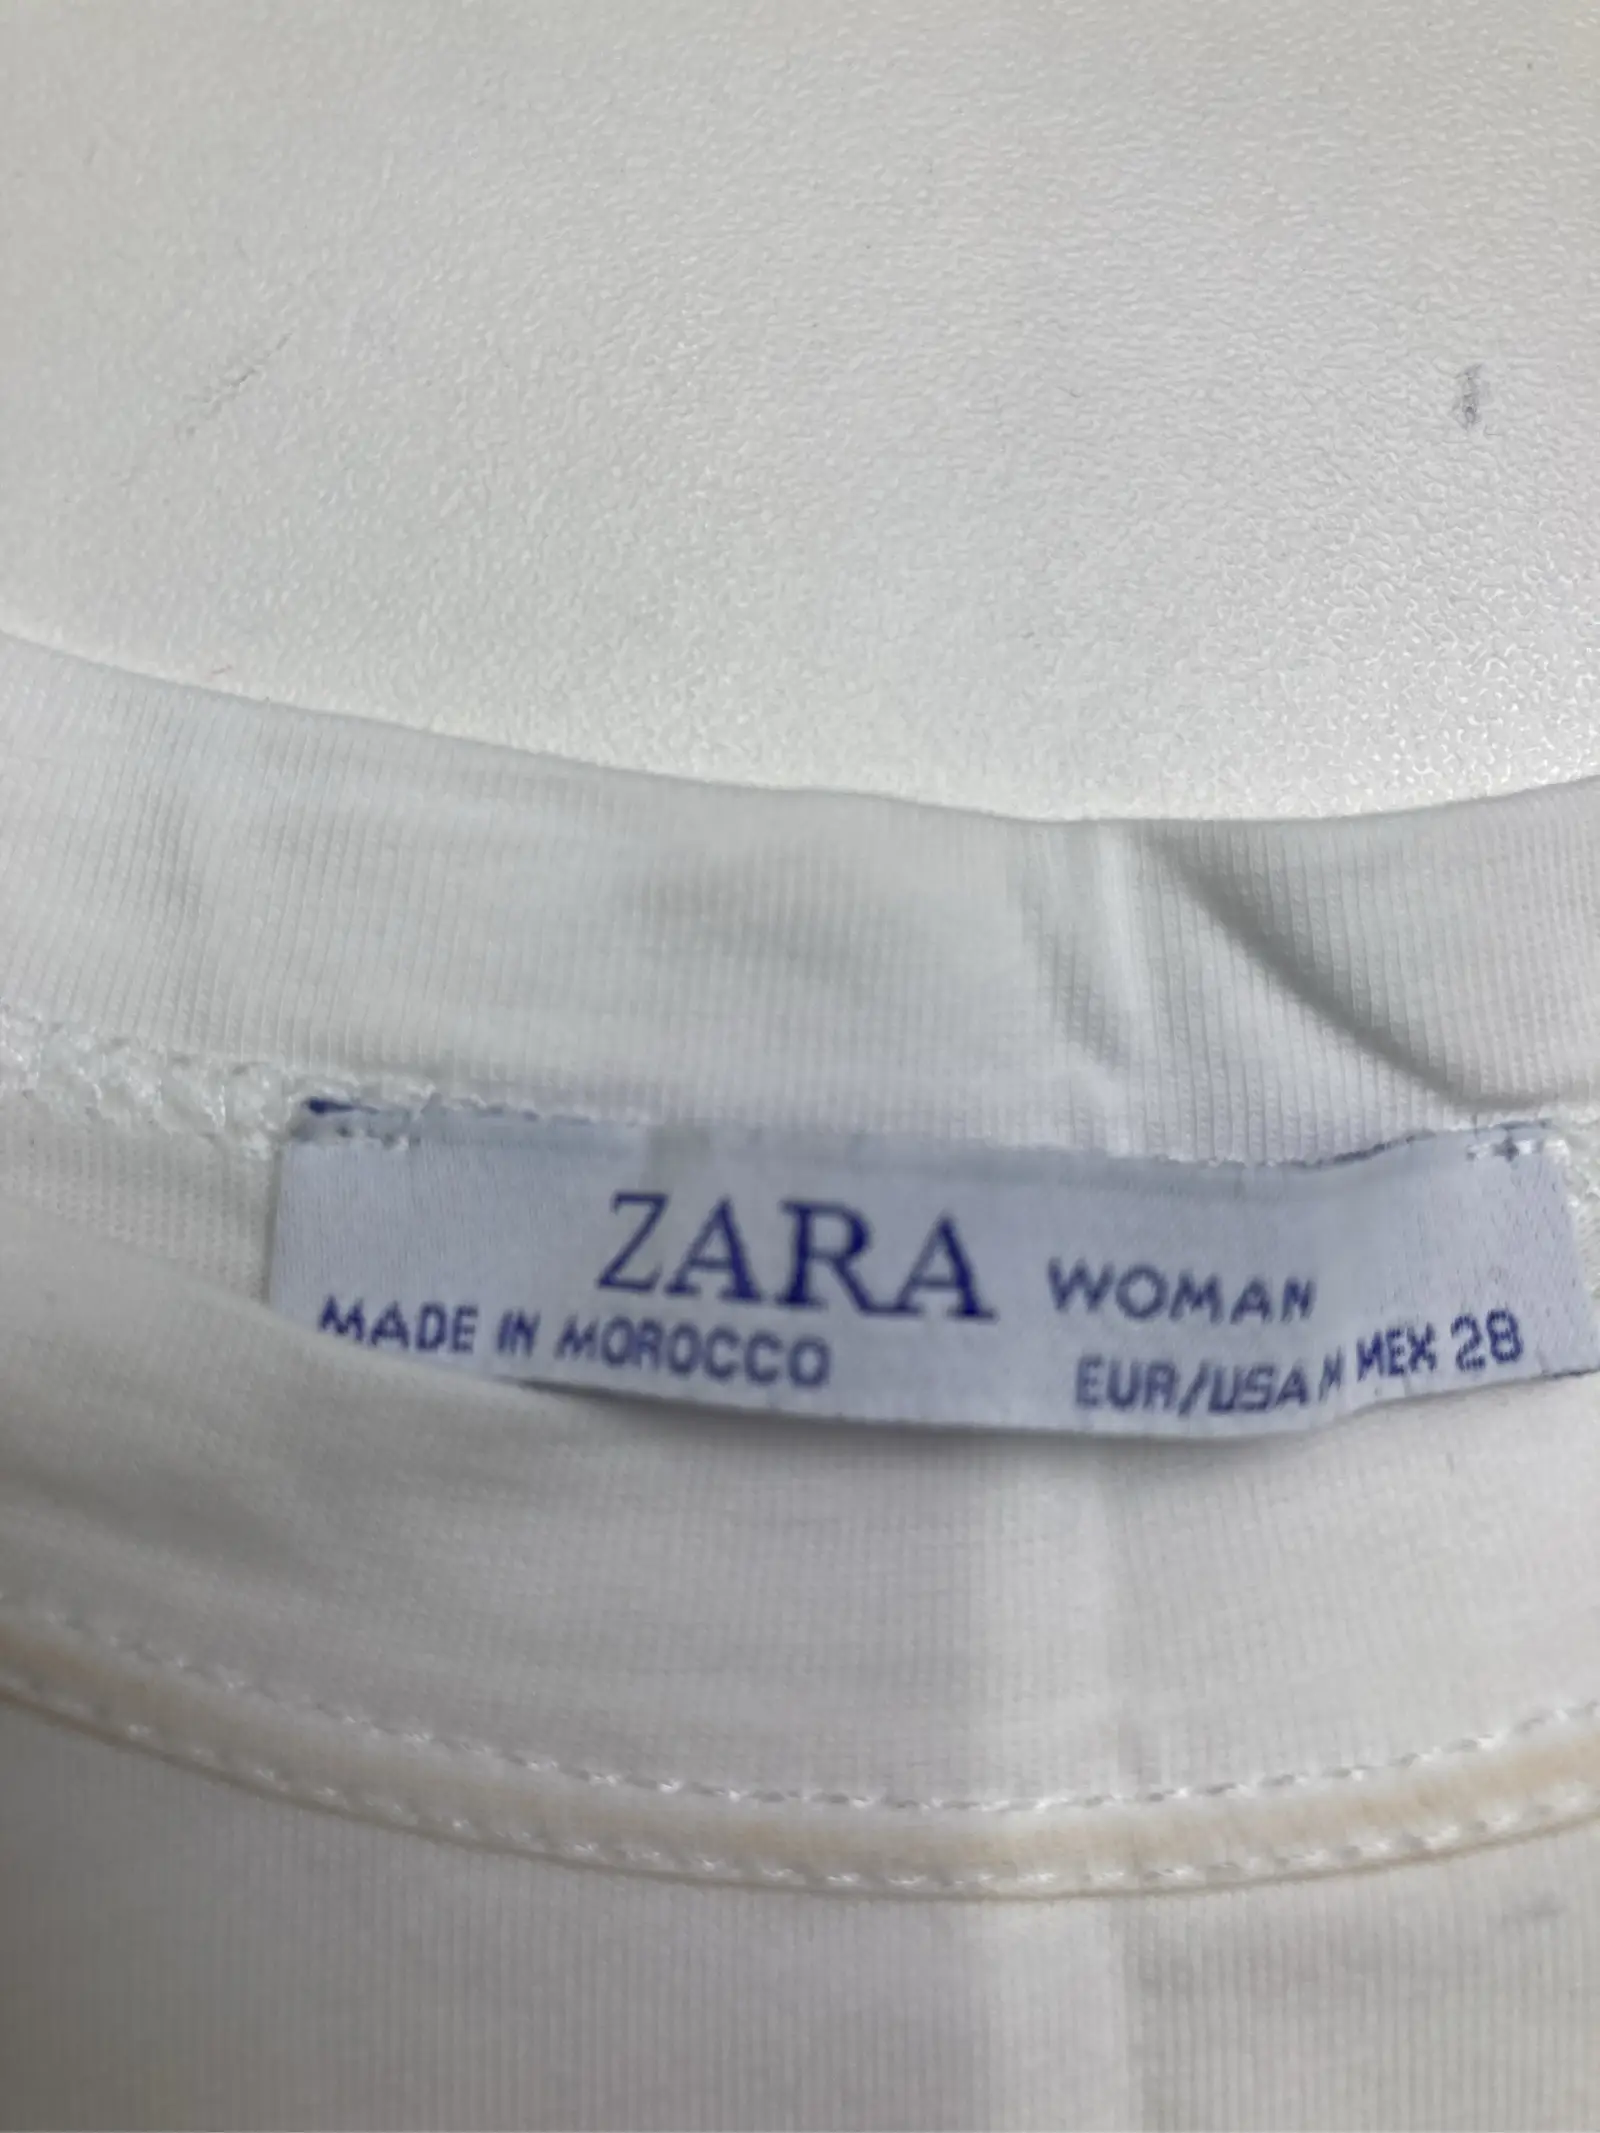 ZARA WOMAN
MADE IN MOROCCO
EUR/USA M MEX 28